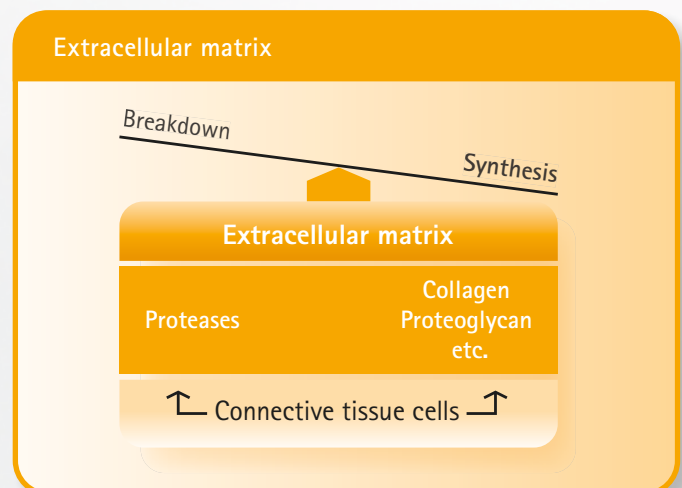 Extracellular matrix
Breakdown
Synthesis
Extracellular matrix
Proteases
Collagen
Proteoglycan
etc.
Connective tissue cells